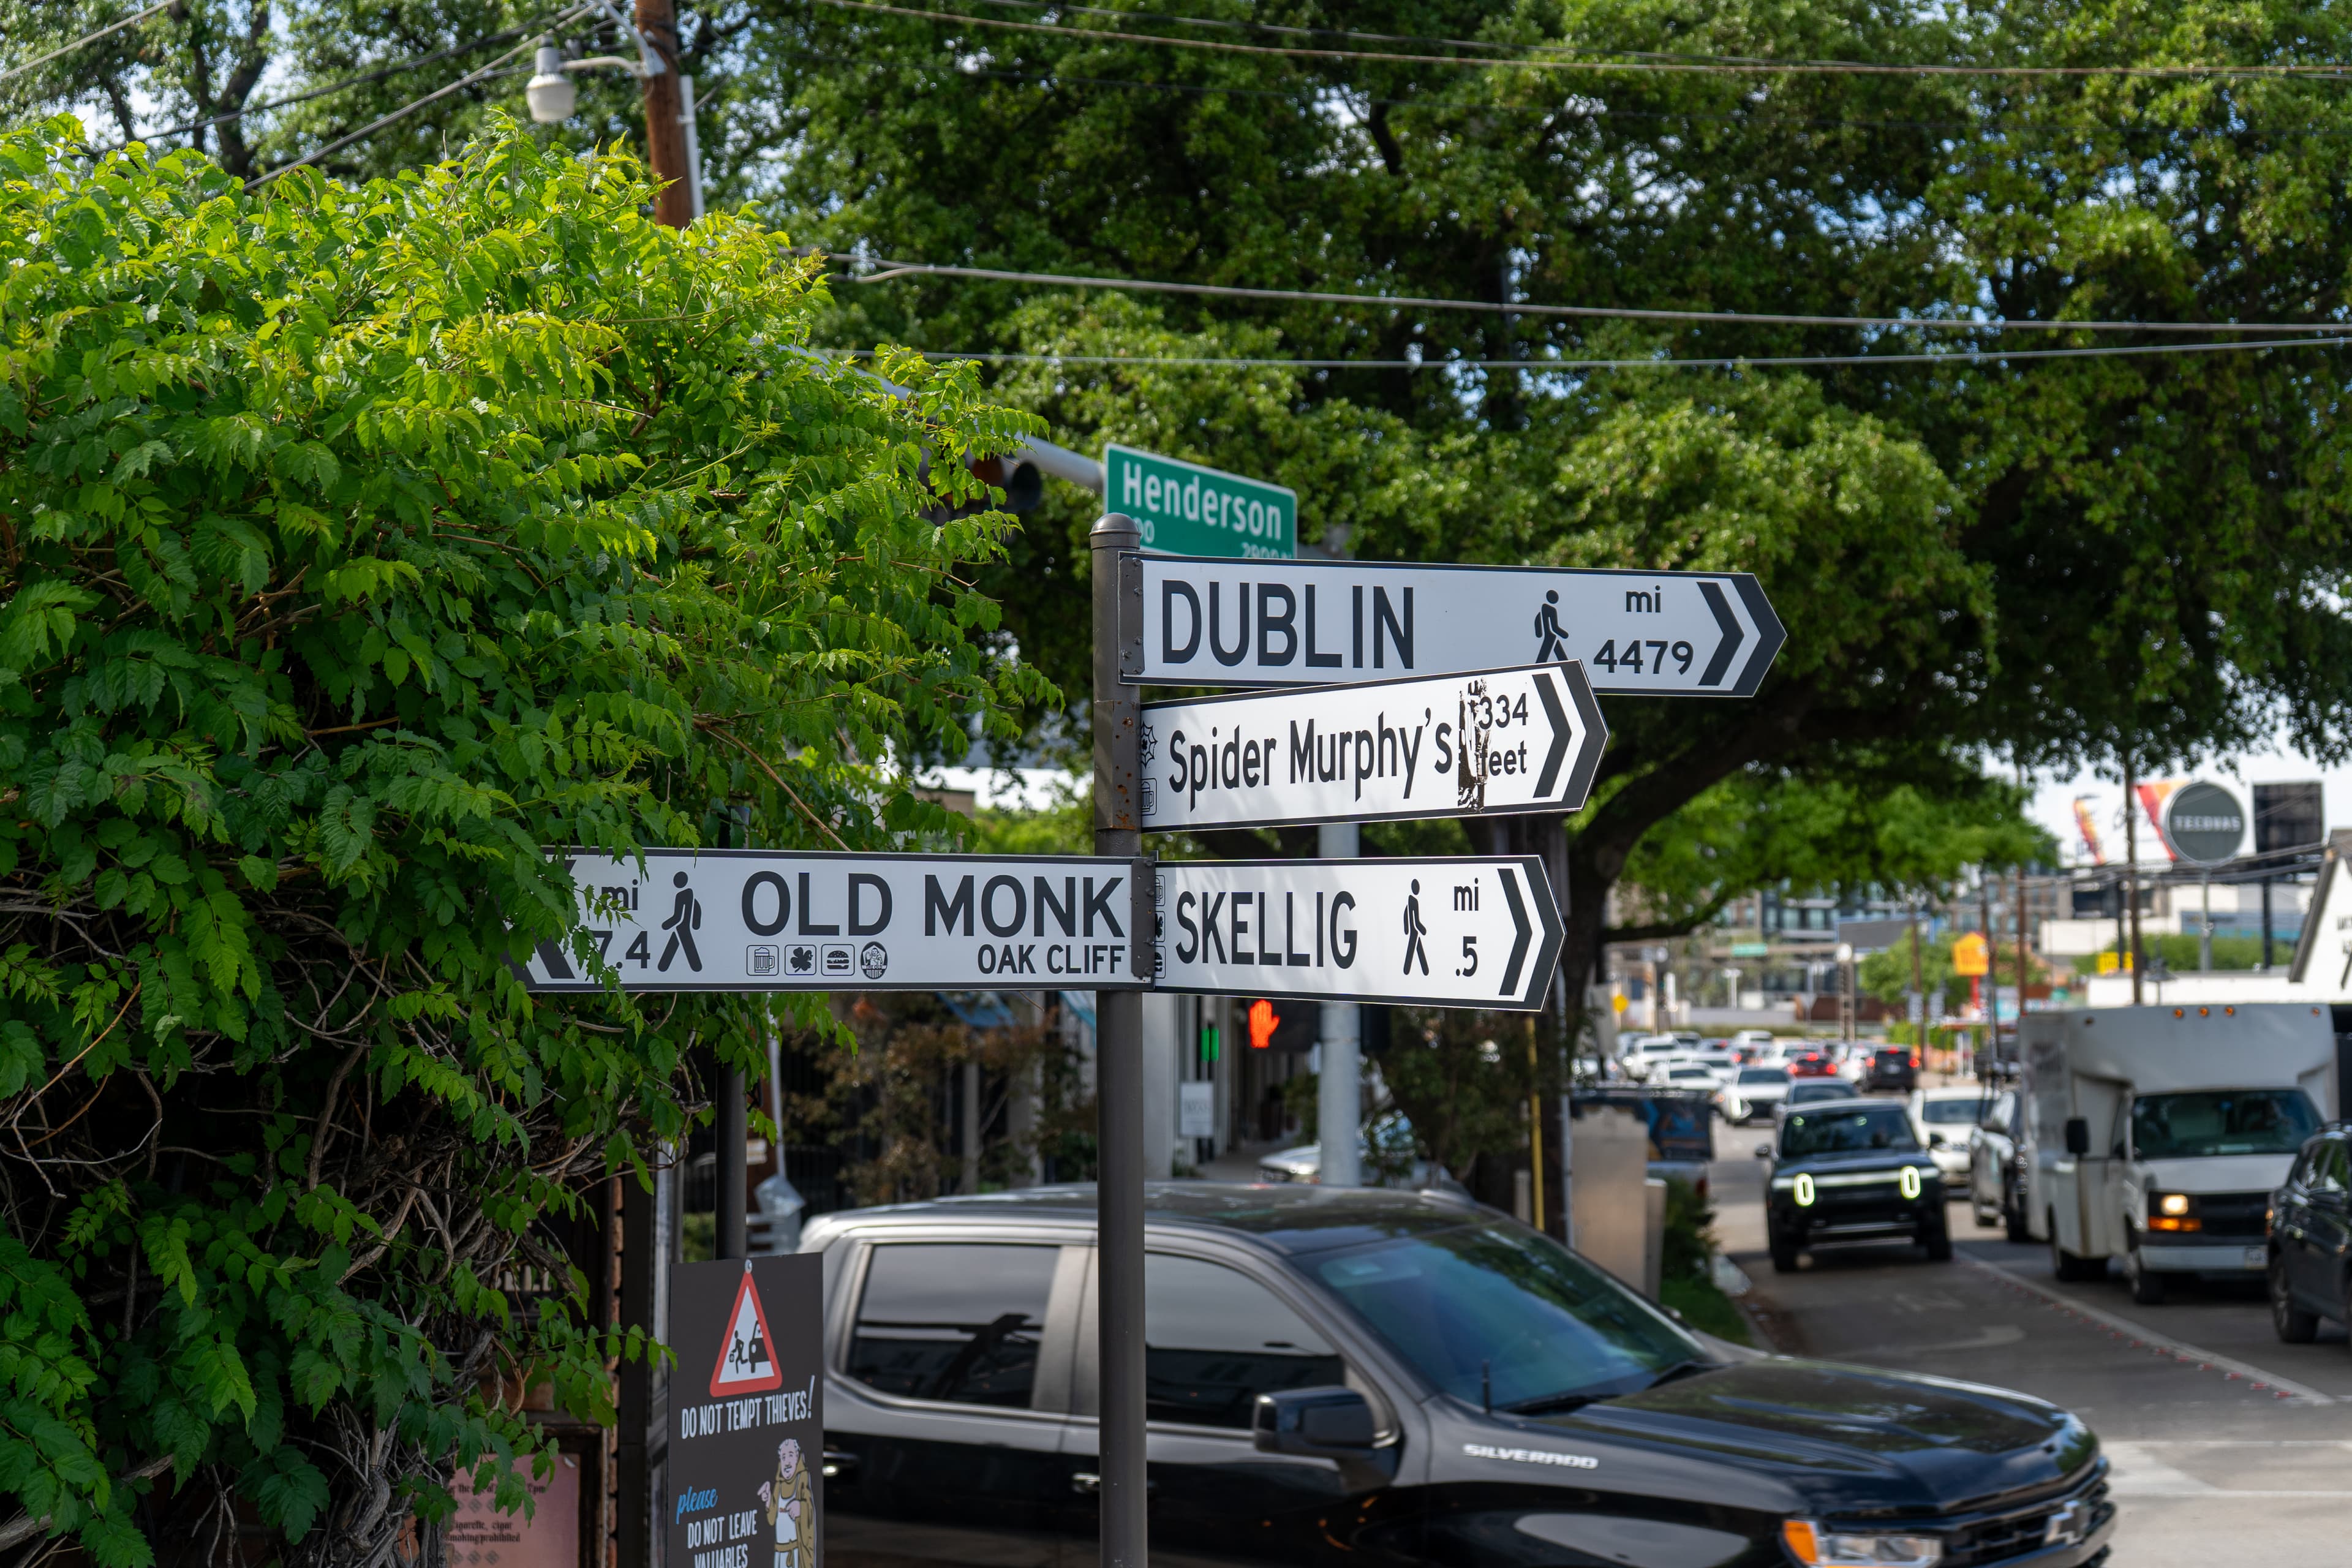 Henderson
DUBLIN
mi
4479
Spider Murphy's
334
feet
mi
7.4
OLD MONK
OAK CLIFF
SKELLIG
mi
.5
TECOVAS
DO NOT TEMPT THIEVES!
please
DO NOT LEAVE
VALUABLES
SILVERADO